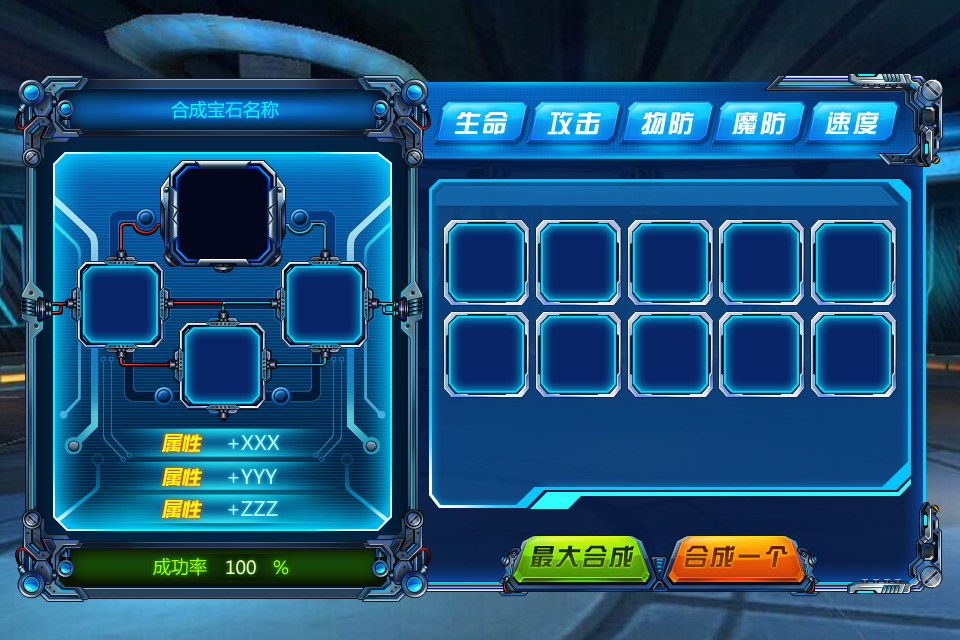 合成宝石名称
生命 攻击 物防 魔防 速度
属性 +XXX
属性 +YYY
属性 +ZZZ
成功率 100 %
最大合成 合成一个